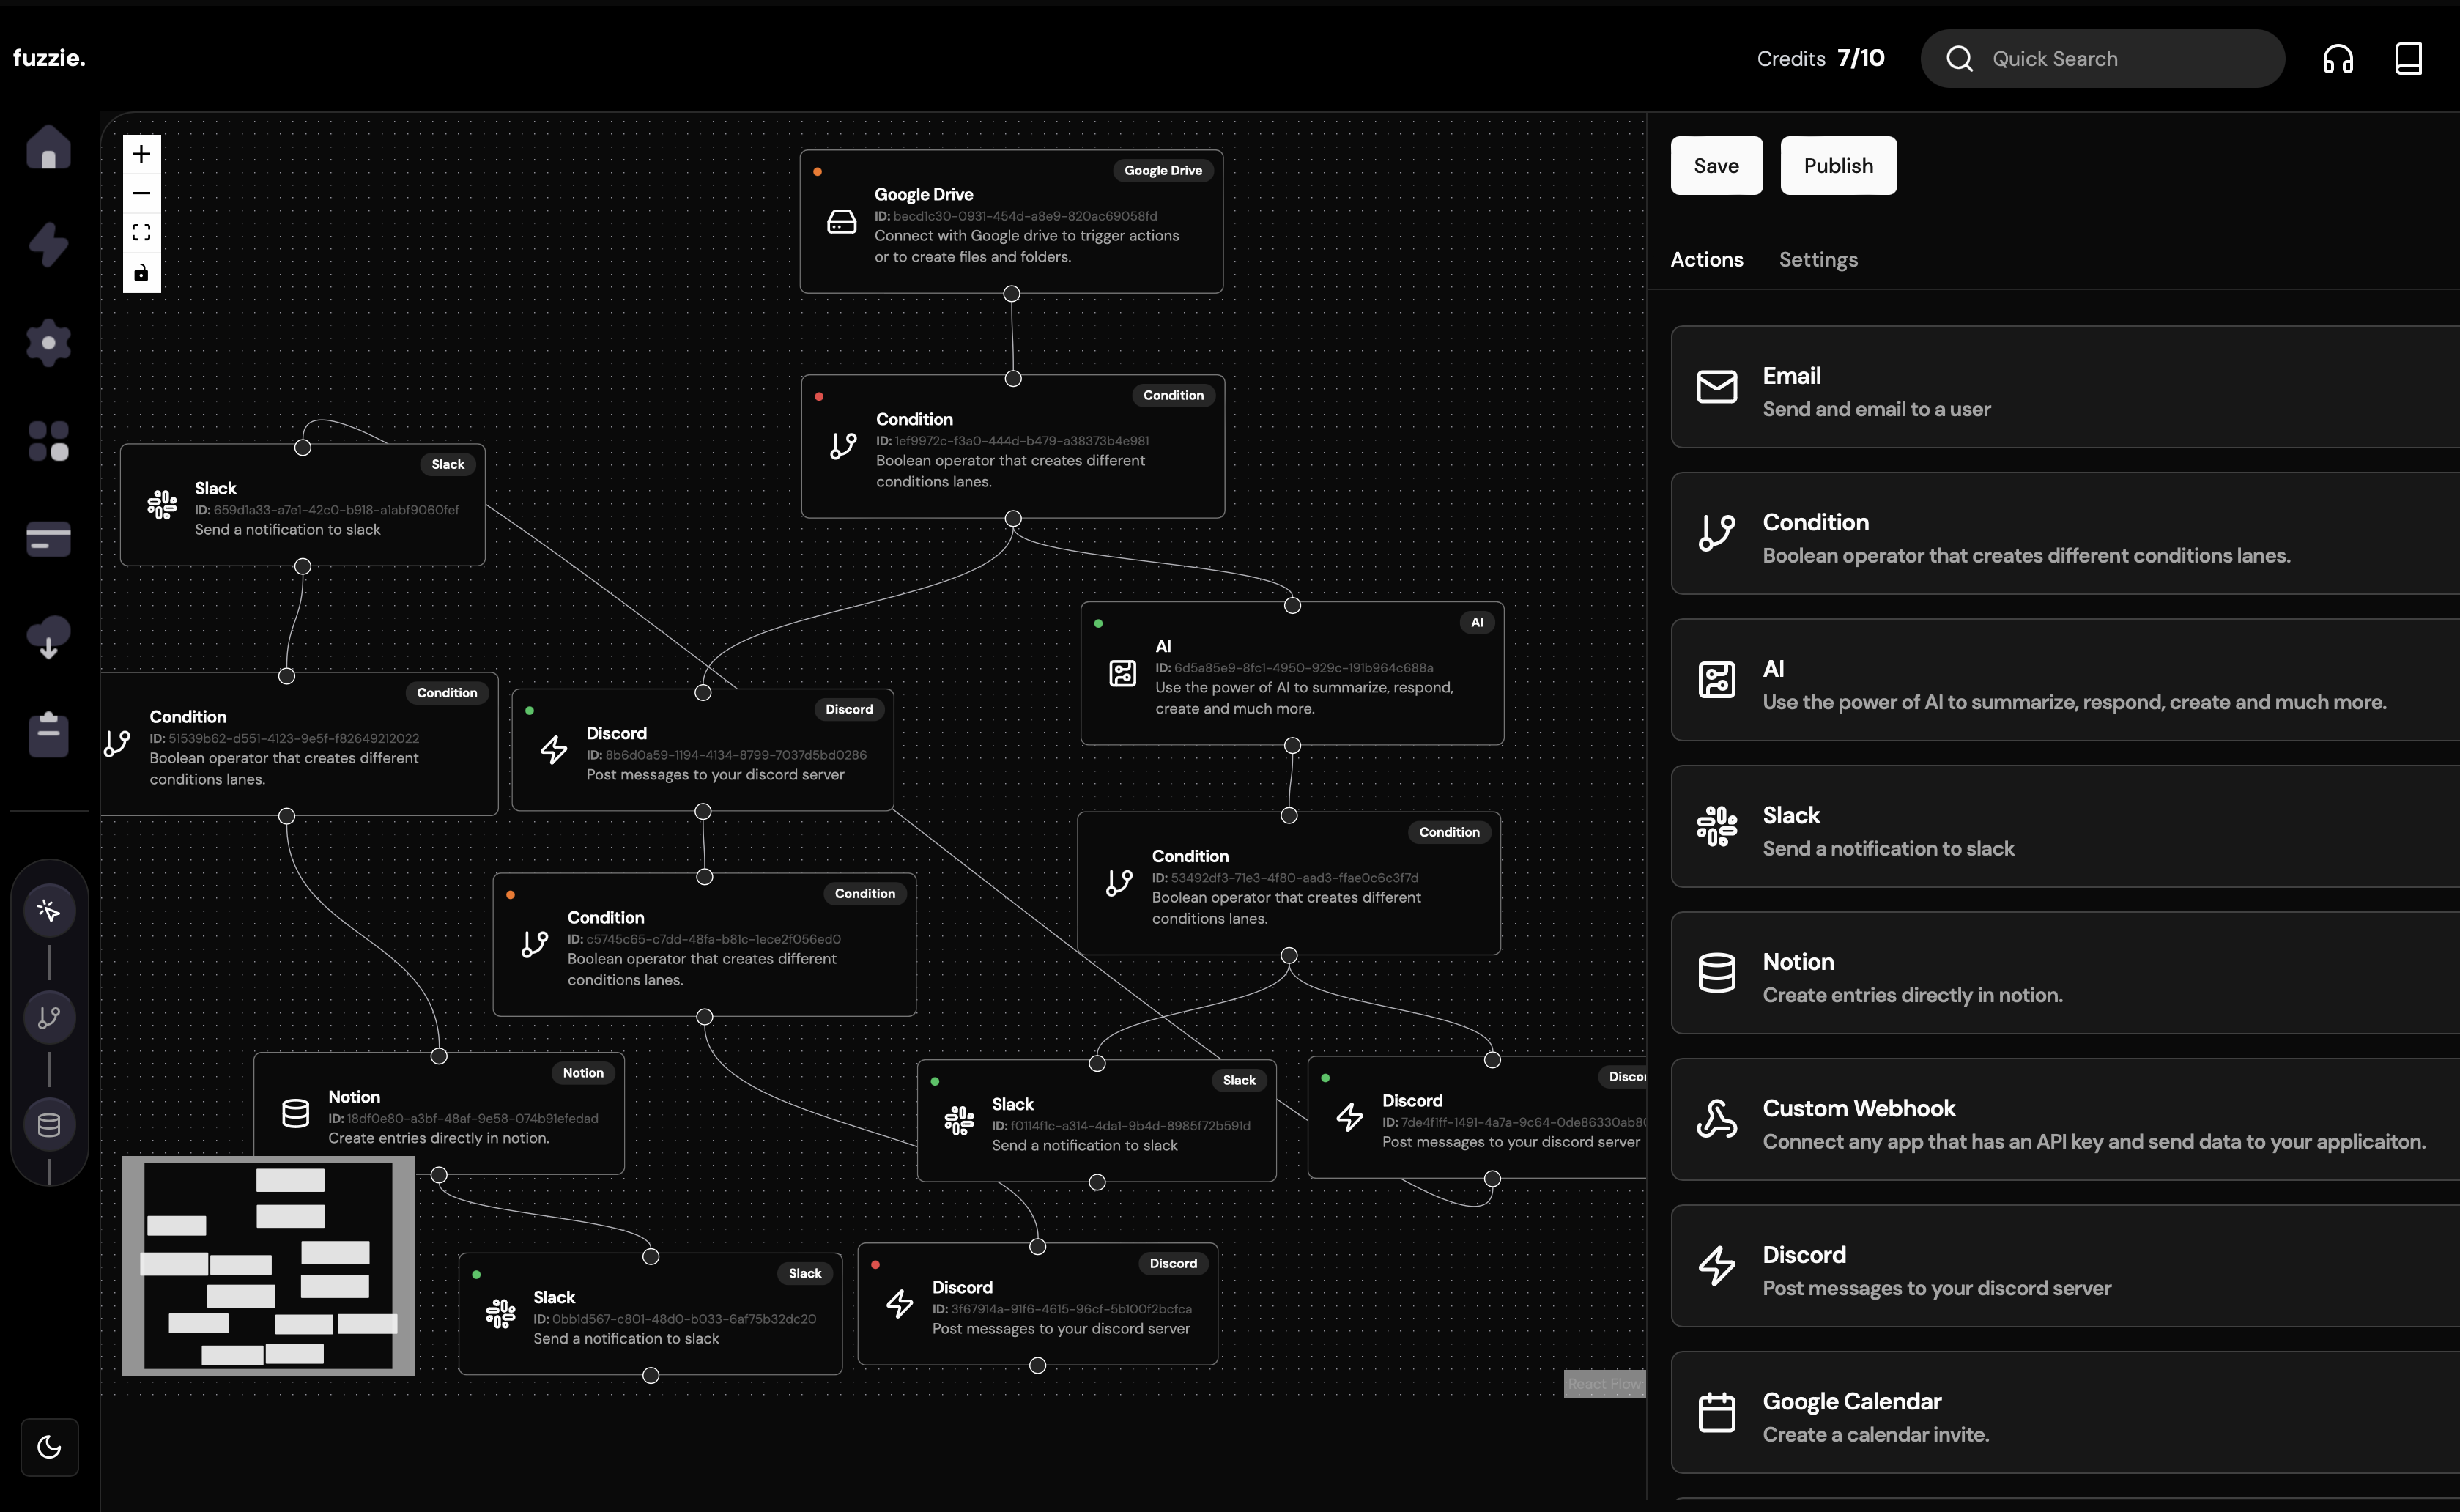 fuzzie.
Credits 7/10
Quick Search
Google Drive
Google Drive
ID: becd1c30-0931-454d-a8e9-820ac69058fd
Connect with Google drive to trigger actions
or to create files and folders.
Condition
Condition
ID: 1ef9972c-f3a0-444d-b479-a38373b4e981
Boolean operator that creates different
conditions lanes.
Slack
Slack
ID: 659d1a33-a7e1-42c0-b918-a1abf9060fef
Send a notification to slack
AI
AI
ID: 6d5a85e9-8fc1-4950-929c-191b964c688a
Use the power of AI to summarize, respond,
create and much more.
Condition
Condition
ID: 51539b62-d551-4123-9e5f-f82649212022
Boolean operator that creates different
conditions lanes.
Discord
Discord
ID: 8b6d0a59-1194-4134-8799-7037d5bd0286
Post messages to your discord server
Condition
Condition
ID: 53492df3-71e3-4f80-aad3-ffae0c6c3f7d
Boolean operator that creates different
conditions lanes.
Condition
Condition
ID: c5745c65-c7dd-48fa-b81c-1ece2f056ed0
Boolean operator that creates different
conditions lanes.
Notion
Notion
ID: 18df0e80-a3bf-48af-9e58-074b91efedad
Create entries directly in notion.
Slack
Slack
ID: f0114f1c-a314-4da1-9b4d-8985f72b591d
Send a notification to slack
Discor
Discord
ID: 7de4f1ff-1491-4a7a-9c64-0de86330ab80
Post messages to your discord server
Slack
Slack
ID: 0bb1d567-c801-48d0-b033-6af75b32dc20
Send a notification to slack
Discord
Discord
ID: 3f67914a-91f6-4615-96cf-5b100f2bcfca
Post messages to your discord server
React Flow
Save
Publish
Actions
Settings
Email
Send and email to a user
Condition
Boolean operator that creates different conditions lanes.
AI
Use the power of AI to summarize, respond, create and much more.
Slack
Send a notification to slack
Notion
Create entries directly in notion.
Custom Webhook
Connect any app that has an API key and send data to your applicaiton.
Discord
Post messages to your discord server
Google Calendar
Create a calendar invite.